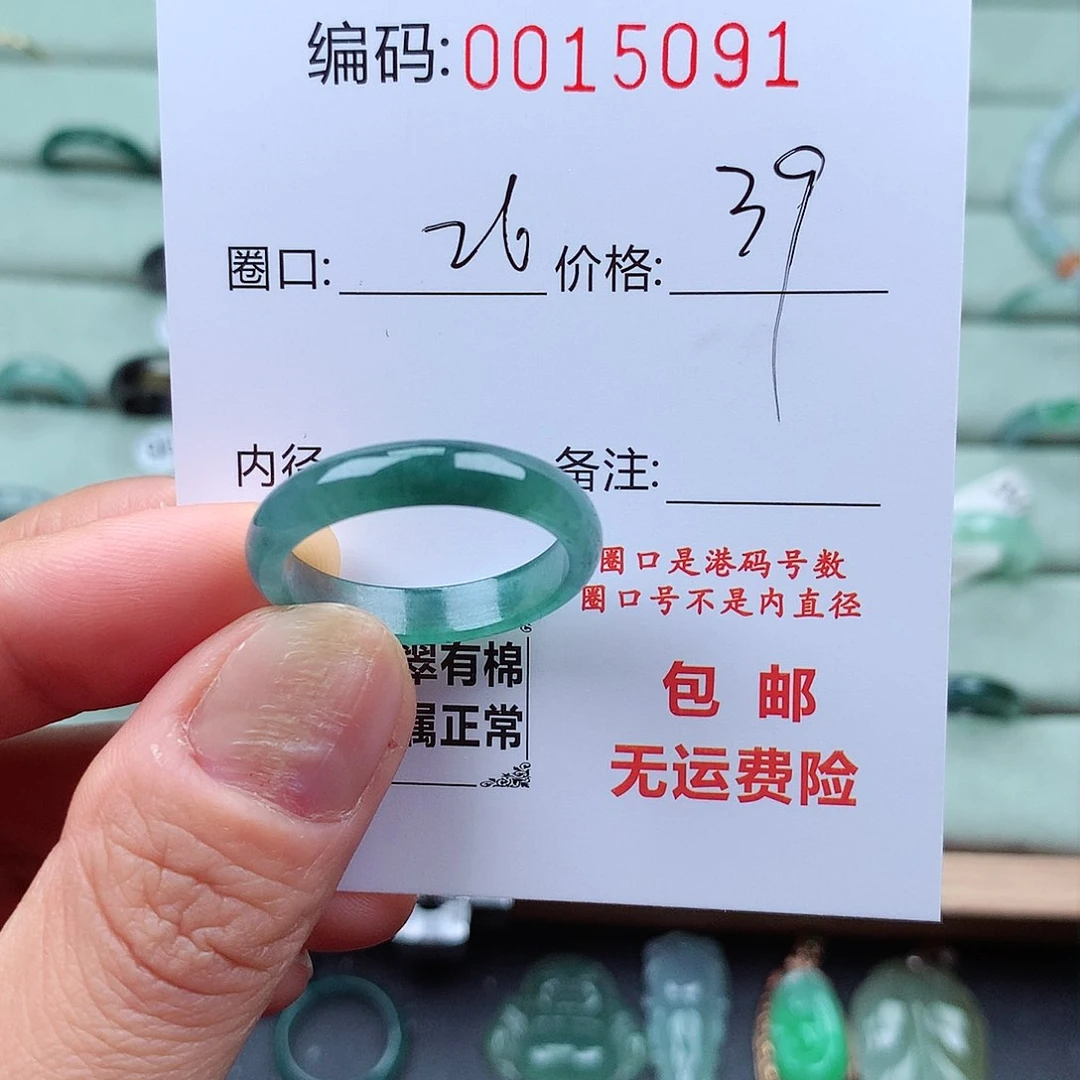 编码:0015091
圈口: 26 价格: 39
内径 备注:
圈口是港码号数
圈口号不是内直径
翠有棉
属正常
包 邮
无运费险